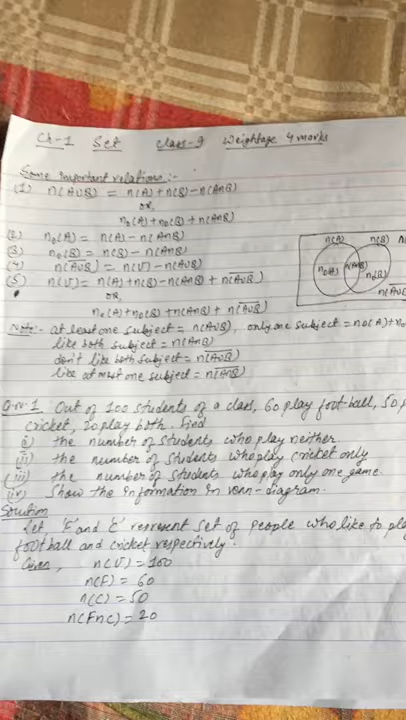 Ch-1 Set class-9 Weightage 4 marks
Some important relations:-
(1) n(A∪B) = n(A) + n(B) - n(A∩B)
or,
n₀(A) + n₀(B) + n(A∩B)
(2) n₀(A) = n(A) - n(A∩B)
(3) n₀(B) = n(B) - n(A∩B)
(4) n(A̅∪̅B̅) = n(U) - n(A∪B)
(5) n(U) = n(A) + n(B) - n(A∩B) + n(A̅∪̅B̅)
or,
n₀(A) + n₀(B) + n(A∩B) + n(A̅∪̅B̅)
n(A) n(B)
n₀(A) n(A∩B) n₀(B)
n(A̅∪̅B̅
Note:- at least one subject = n(A∪B), only one subject = n₀(A) + n₀
like both subject = n(A∩B)
don't like both subject = n(A̅∪̅B̅)
like at most one subject = n(A̅∩̅B̅)
Q.no.1 Out of 100 students of a class, 60 play foot-ball, 50 p
cricket, 20 play both. Find
(i) the number of students who play neither
(ii) the number of students who play cricket only
(iii) the number of students who play only one game.
(iv) Show the information in venn-diagram.
Solution
Let 'F' and 'C' represent set of people who like to play
football and cricket respectively.
Given, n(U) = 100
n(F) = 60
n(C) = 50
n(F∩C) = 20